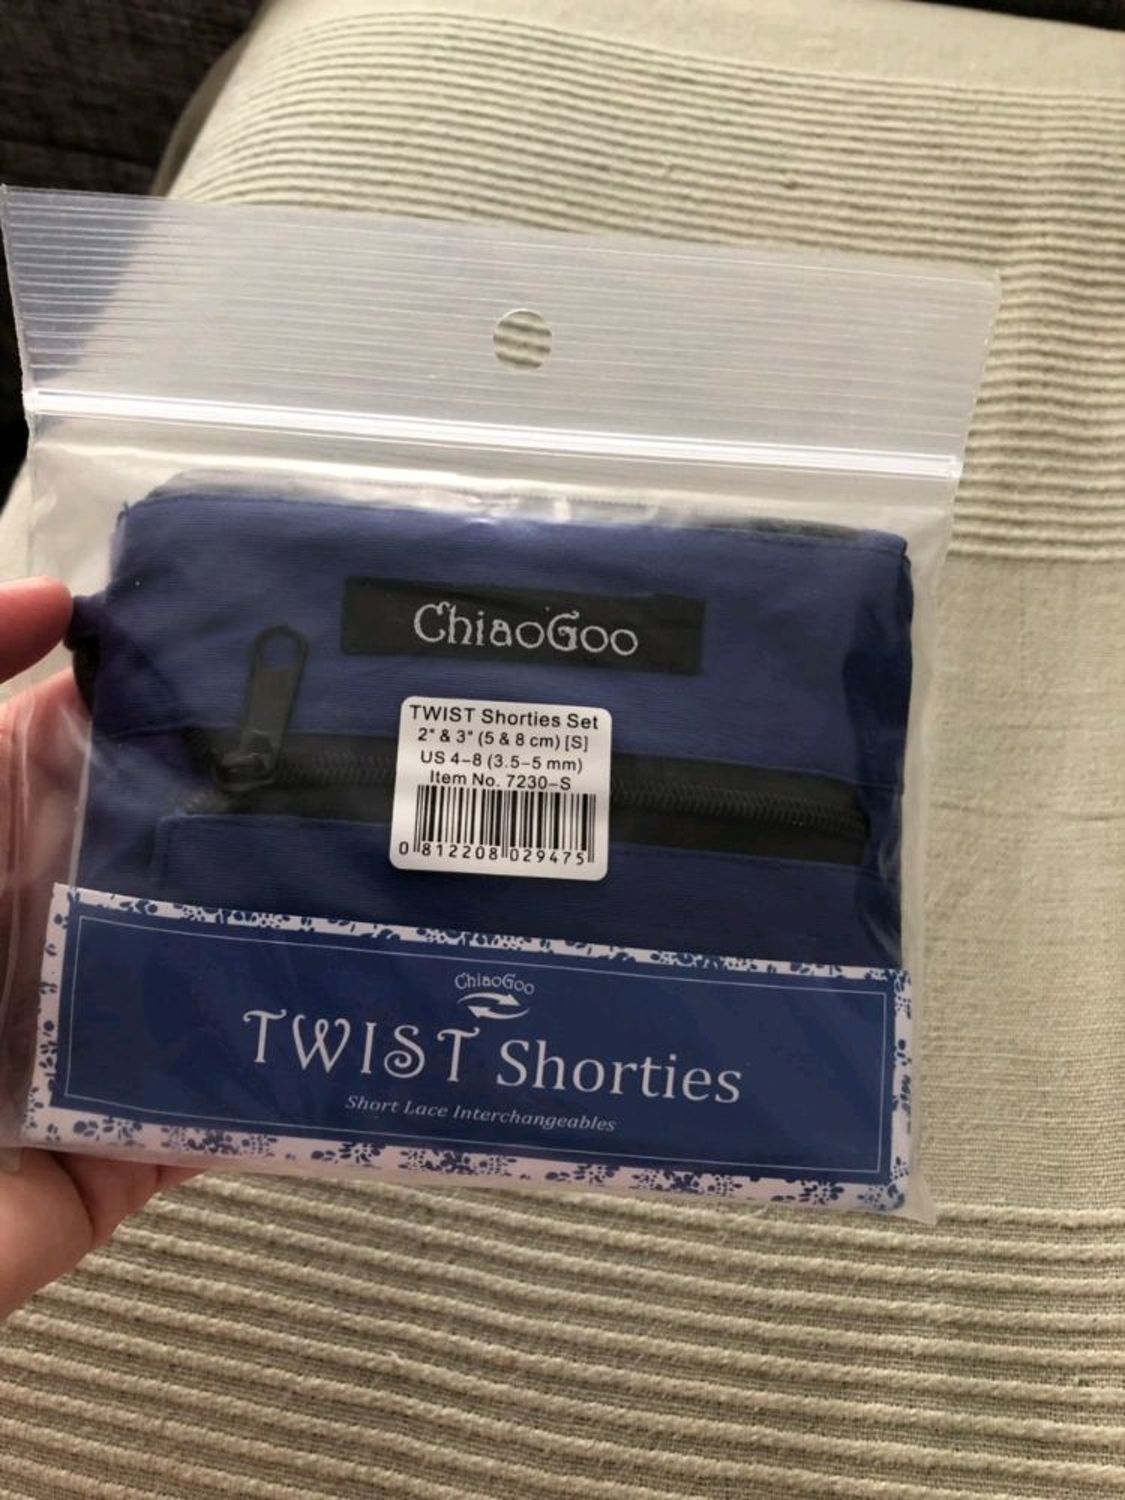 ChiaoGoo
TWIST Shorties Set
2" & 3" (5 & 8 cm) [S]
US 4–8 (3.5–5 mm)
Item No. 7230–S
0 812208 029475
ChiaoGoo
TWIST Shorties
Short Lace Interchangeables